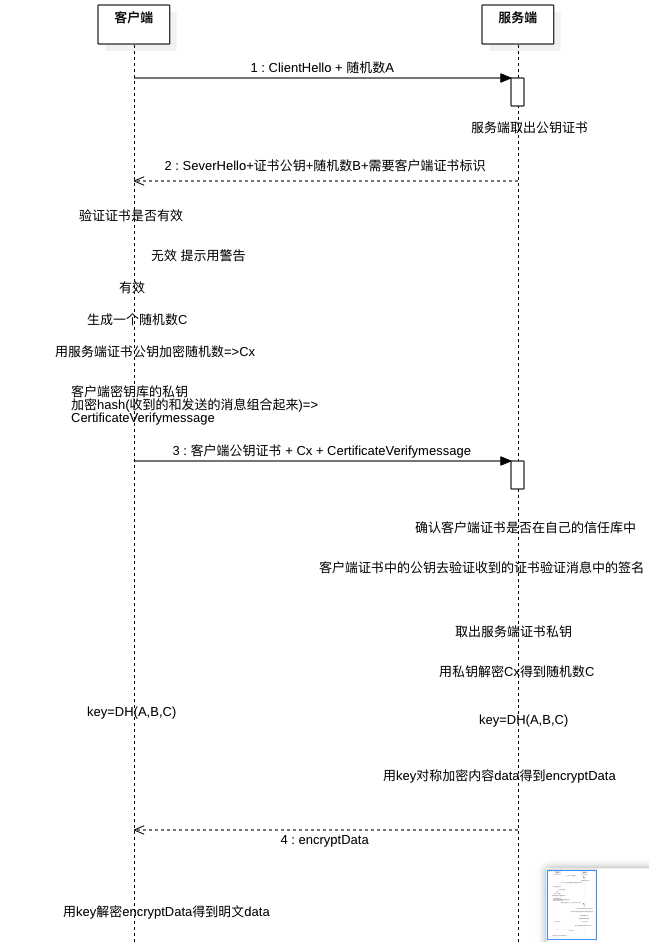 客户端
服务端
1 : ClientHello + 随机数A
服务端取出公钥证书
2 : SeverHello+证书公钥+随机数B+需要客户端证书标识
验证证书是否有效
无效 提示用警告
有效
生成一个随机数C
用服务端证书公钥加密随机数=>Cx
客户端密钥库的私钥
加密hash(收到的和发送的消息组合起来)=>
CertificateVerifymessage
3 : 客户端公钥证书 + Cx + CertificateVerifymessage
确认客户端证书是否在自己的信任库中
客户端证书中的公钥去验证收到的证书验证消息中的签名
取出服务端证书私钥
用私钥解密Cx得到随机数C
key=DH(A,B,C)
key=DH(A,B,C)
用key对称加密内容data得到encryptData
4 : encryptData
用key解密encryptData得到明文data